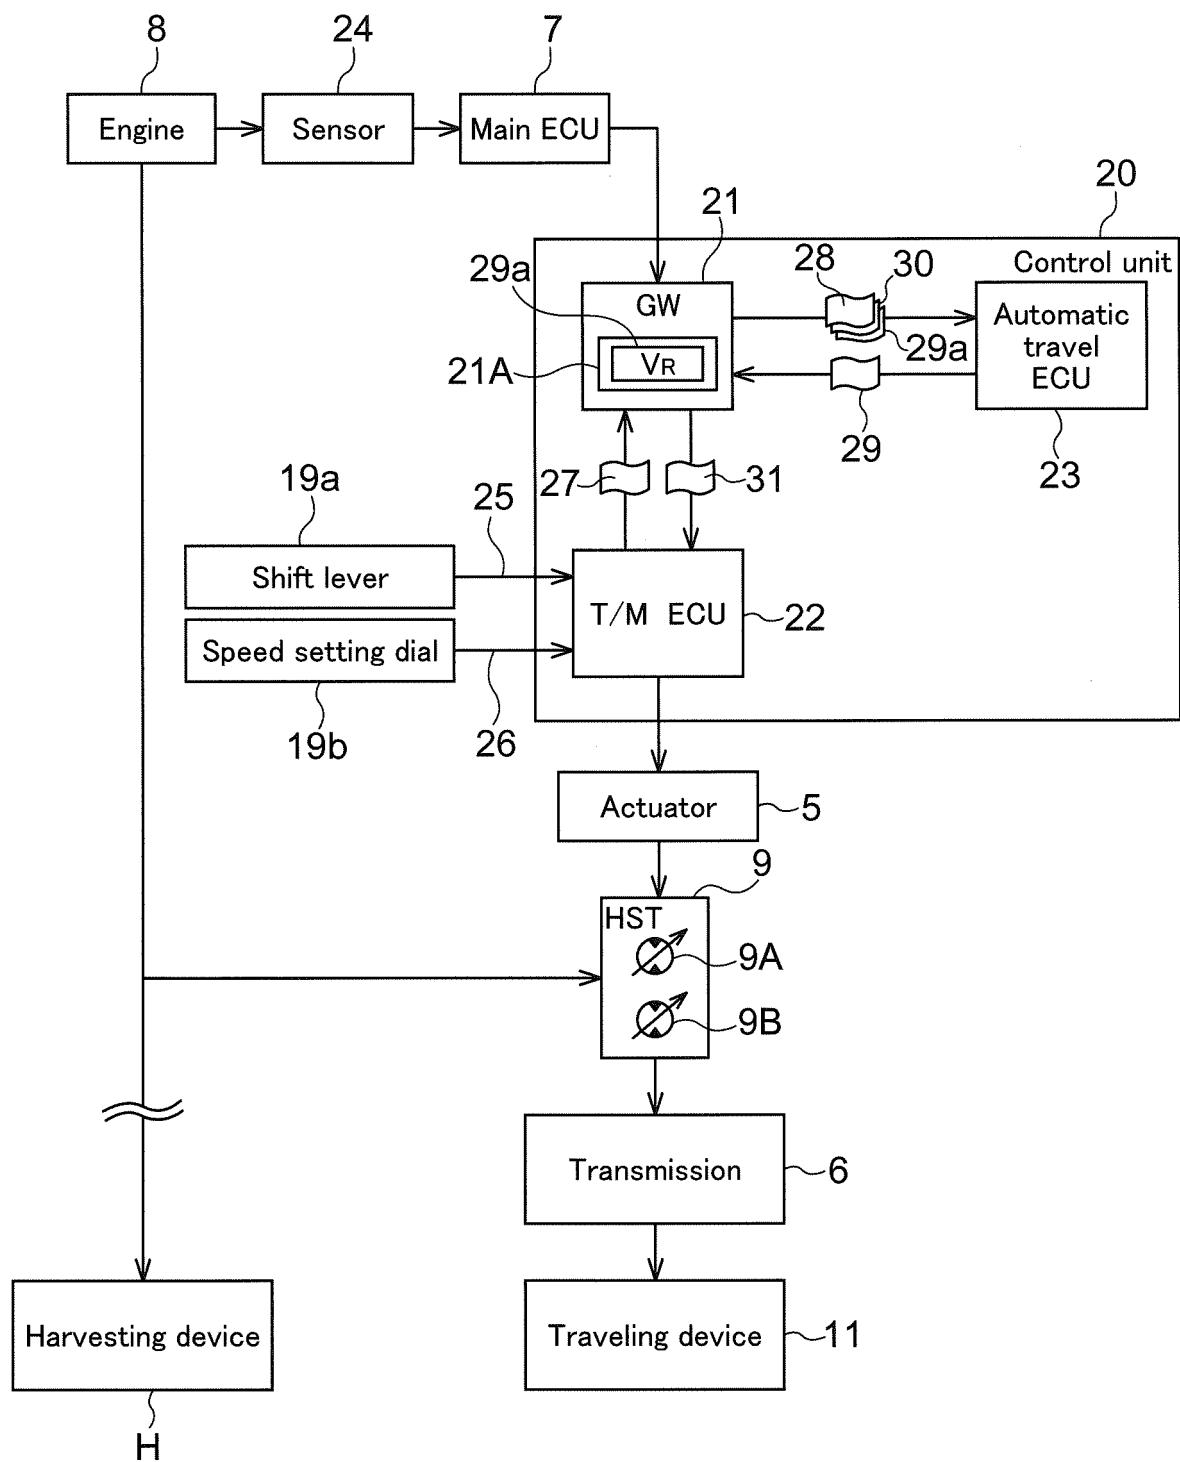 8
24
7
Engine
Sensor
Main ECU
20
21
Control unit
29a
28
30
GW
VR
21A
29a
Automatic
travel
ECU
29
23
27
31
19a
25
Shift lever
T/M ECU
22
Speed setting dial
19b
26
Actuator
5
9
HST
9A
9B
Transmission
6
Harvesting device
Traveling device
11
H